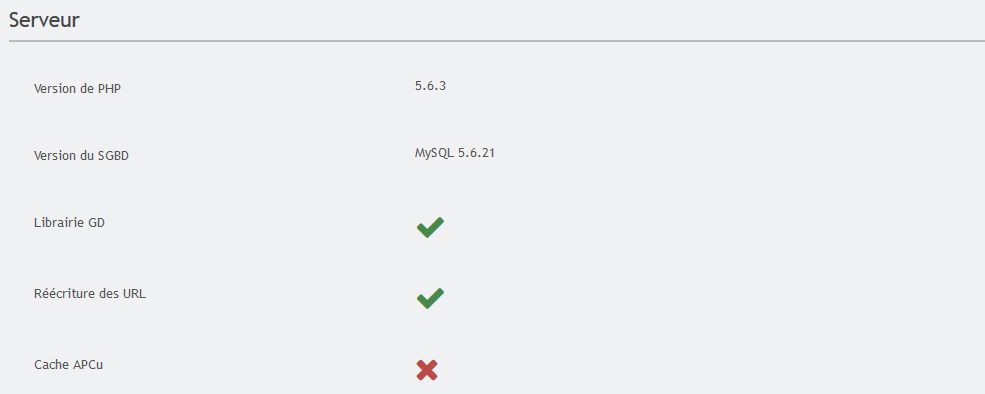 Serveur
Version de PHP 5.6.3
Version du SGBD MySQL 5.6.21
Librairie GD
Réécriture des URL
Cache APCu